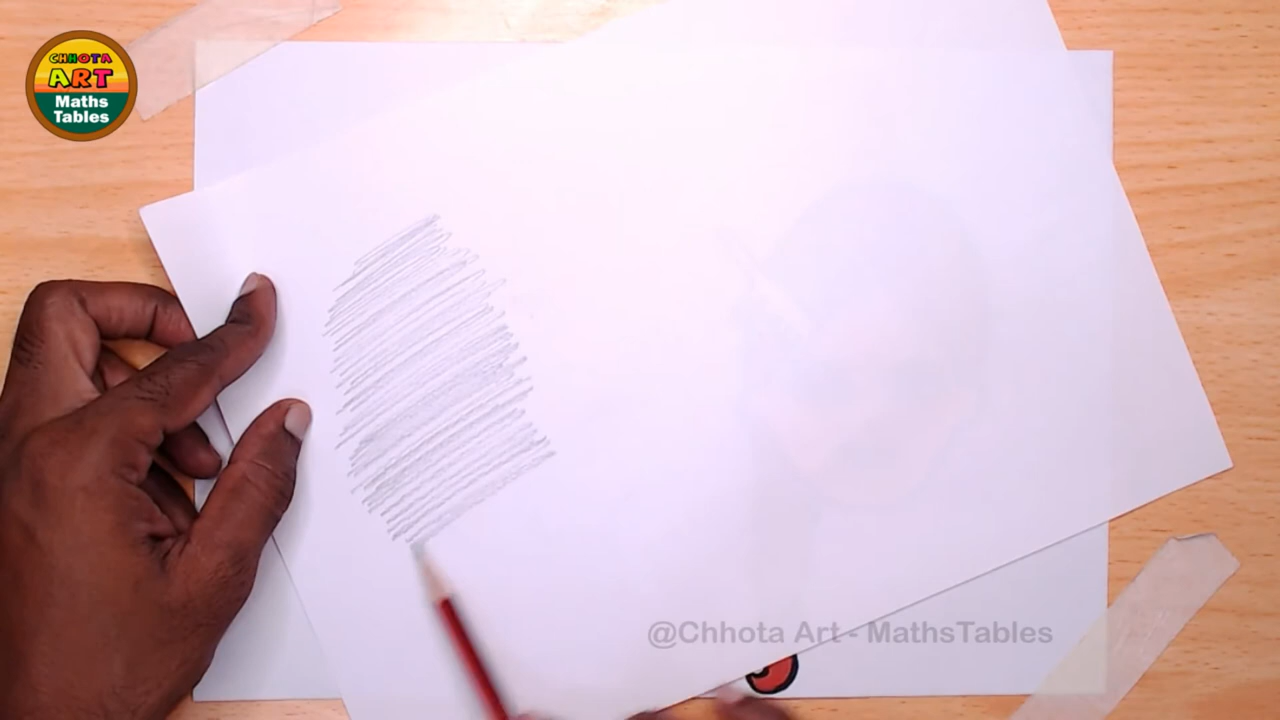 CHHOTA
ART
Maths
Tables
@Chhota Art - MathsTables